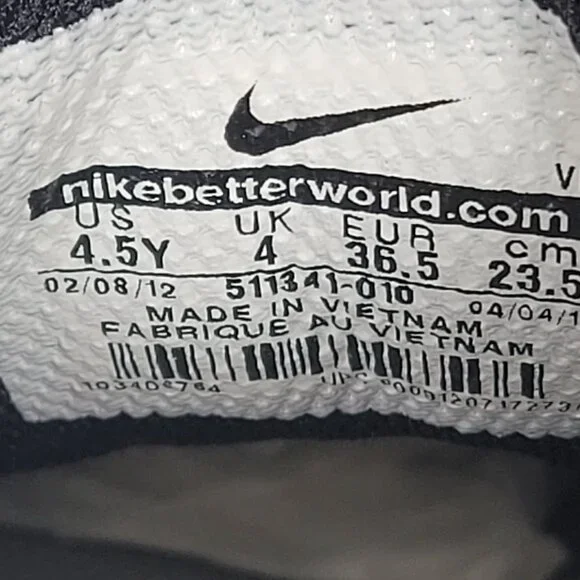 V
nikebetterworld.com
US UK EUR cm
4.5Y 4 36.5 23.5
02/08/12 511341-010 04/04/1
MADE IN VIETNAM
FABRIQUE AU VIETNAM
UPC